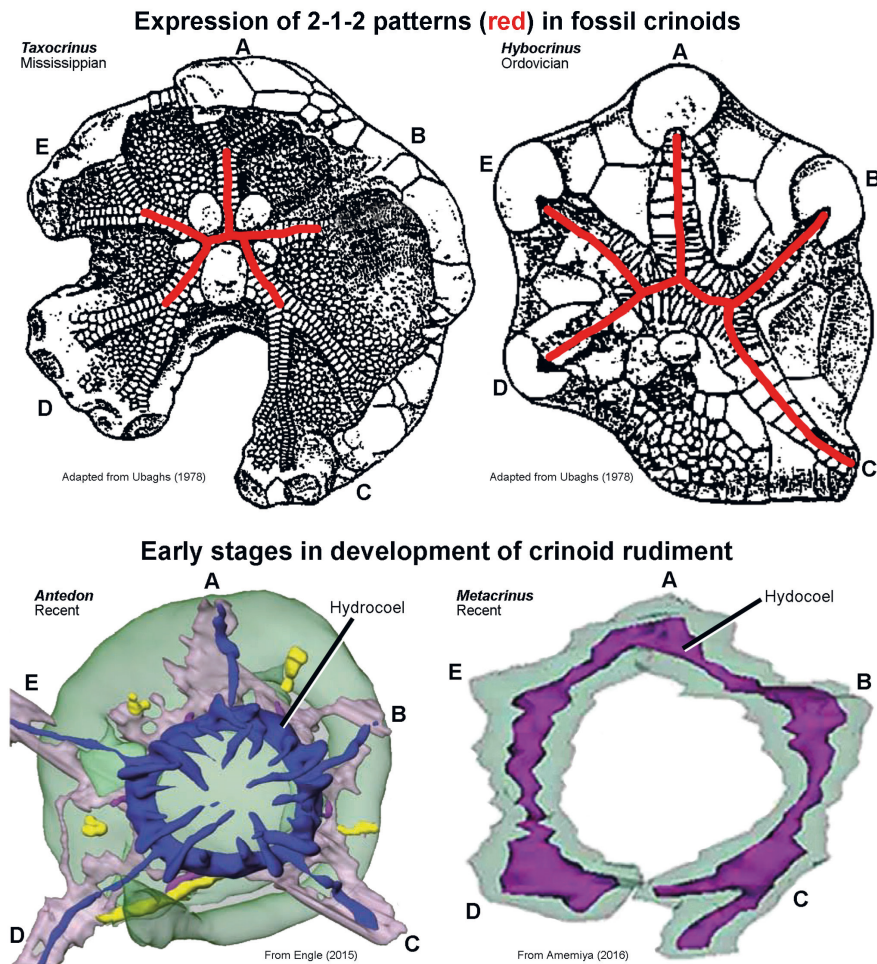 Expression of 2-1-2 patterns (red) in fossil crinoids
Taxocrinus
Mississippian
A
B
E
D
C
Adapted from Ubaghs (1978)
Hybocrinus
Ordovician
A
E
B
D
C
Adapted from Ubaghs (1978)
Early stages in development of crinoid rudiment
Antedon
Recent
A
Hydrocoel
E
B
D
C
From Engle (2015)
Metacrinus
Recent
A
Hydocoel
E
B
D
C
From Amemiya (2016)